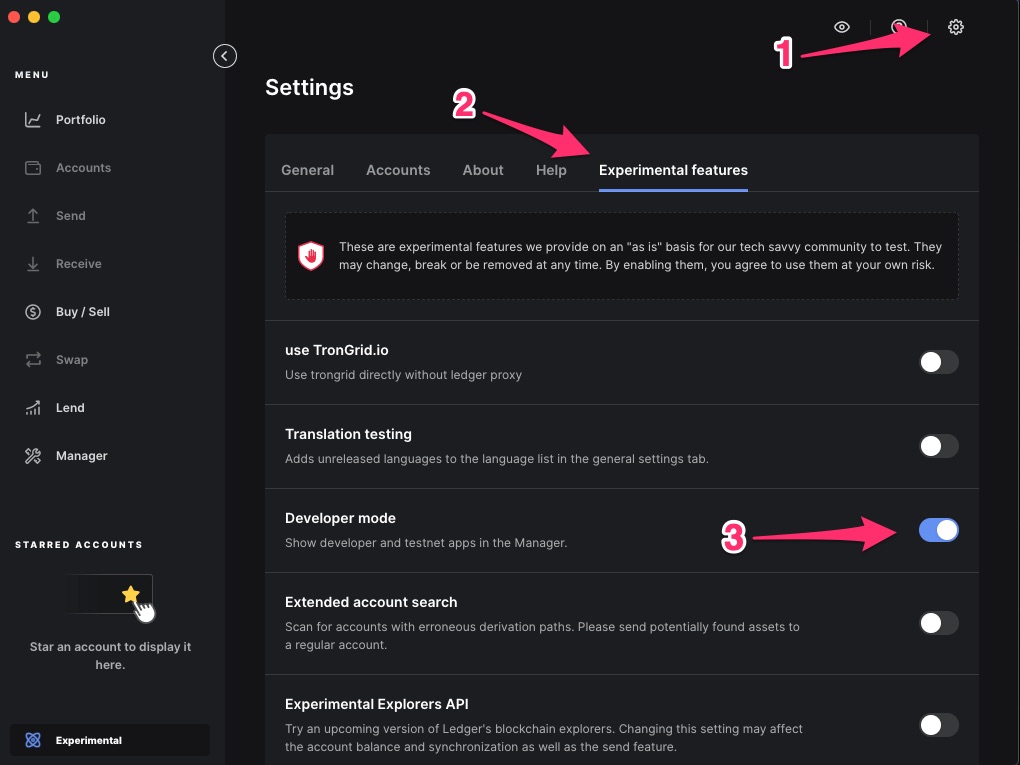 MENU
Portfolio
Accounts
Send
Receive
Buy / Sell
Swap
Lend
Manager
STARRED ACCOUNTS
Star an account to display it
here.
Experimental
1
Settings
2
General Accounts About Help Experimental features
These are experimental features we provide on an "as is" basis for our tech savvy community to test. They
may change, break or be removed at any time. By enabling them, you agree to use them at your own risk.
use TronGrid.io
Use trongrid directly without ledger proxy
Translation testing
Adds unreleased languages to the language list in the general settings tab.
Developer mode
Show developer and testnet apps in the Manager.
3
Extended account search
Scan for accounts with erroneous derivation paths. Please send potentially found assets to
a regular account.
Experimental Explorers API
Try an upcoming version of Ledger's blockchain explorers. Changing this setting may affect
the account balance and synchronization as well as the send feature.